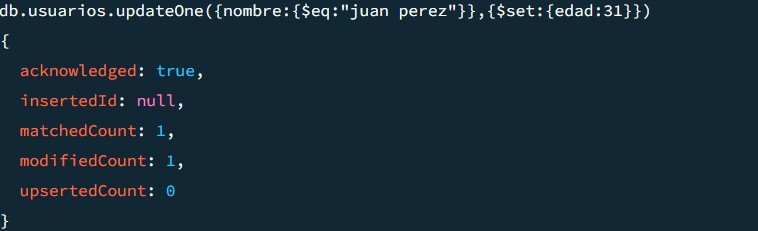 db.usuarios.updateOne({nombre:{$eq:"juan perez"}},{$set:{edad:31}})
{
  acknowledged: true,
  insertedId: null,
  matchedCount: 1,
  modifiedCount: 1,
  upsertedCount: 0
}